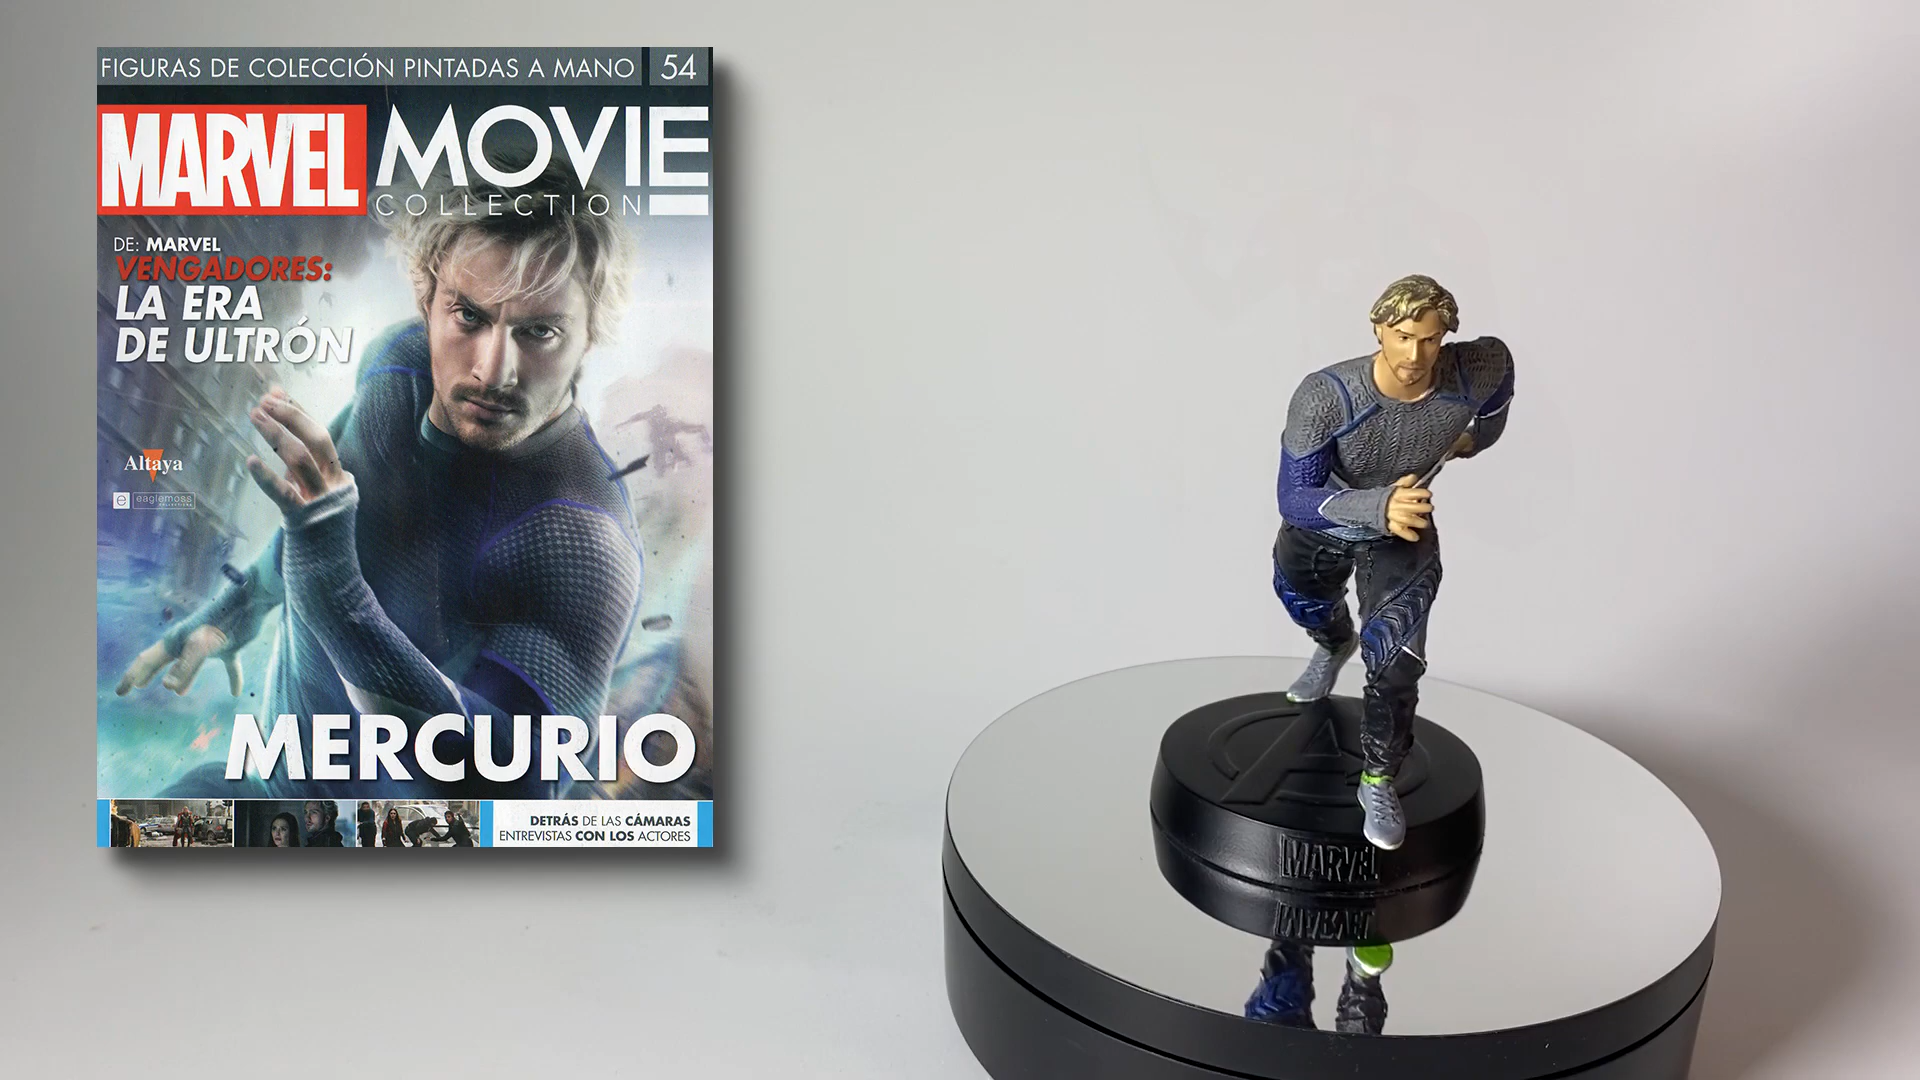 FIGURAS DE COLECCIÓN PINTADAS A MANO 54
MARVEL MOVIE
COLLECTION
DE: MARVEL
VENGADORES:
LA ERA
DE ULTRÓN
Altaya
e eaglemoss
COLLECTIONS
MERCURIO
DETRÁS DE LAS CÁMARAS
ENTREVISTAS CON LOS ACTORES
A
MARVEL